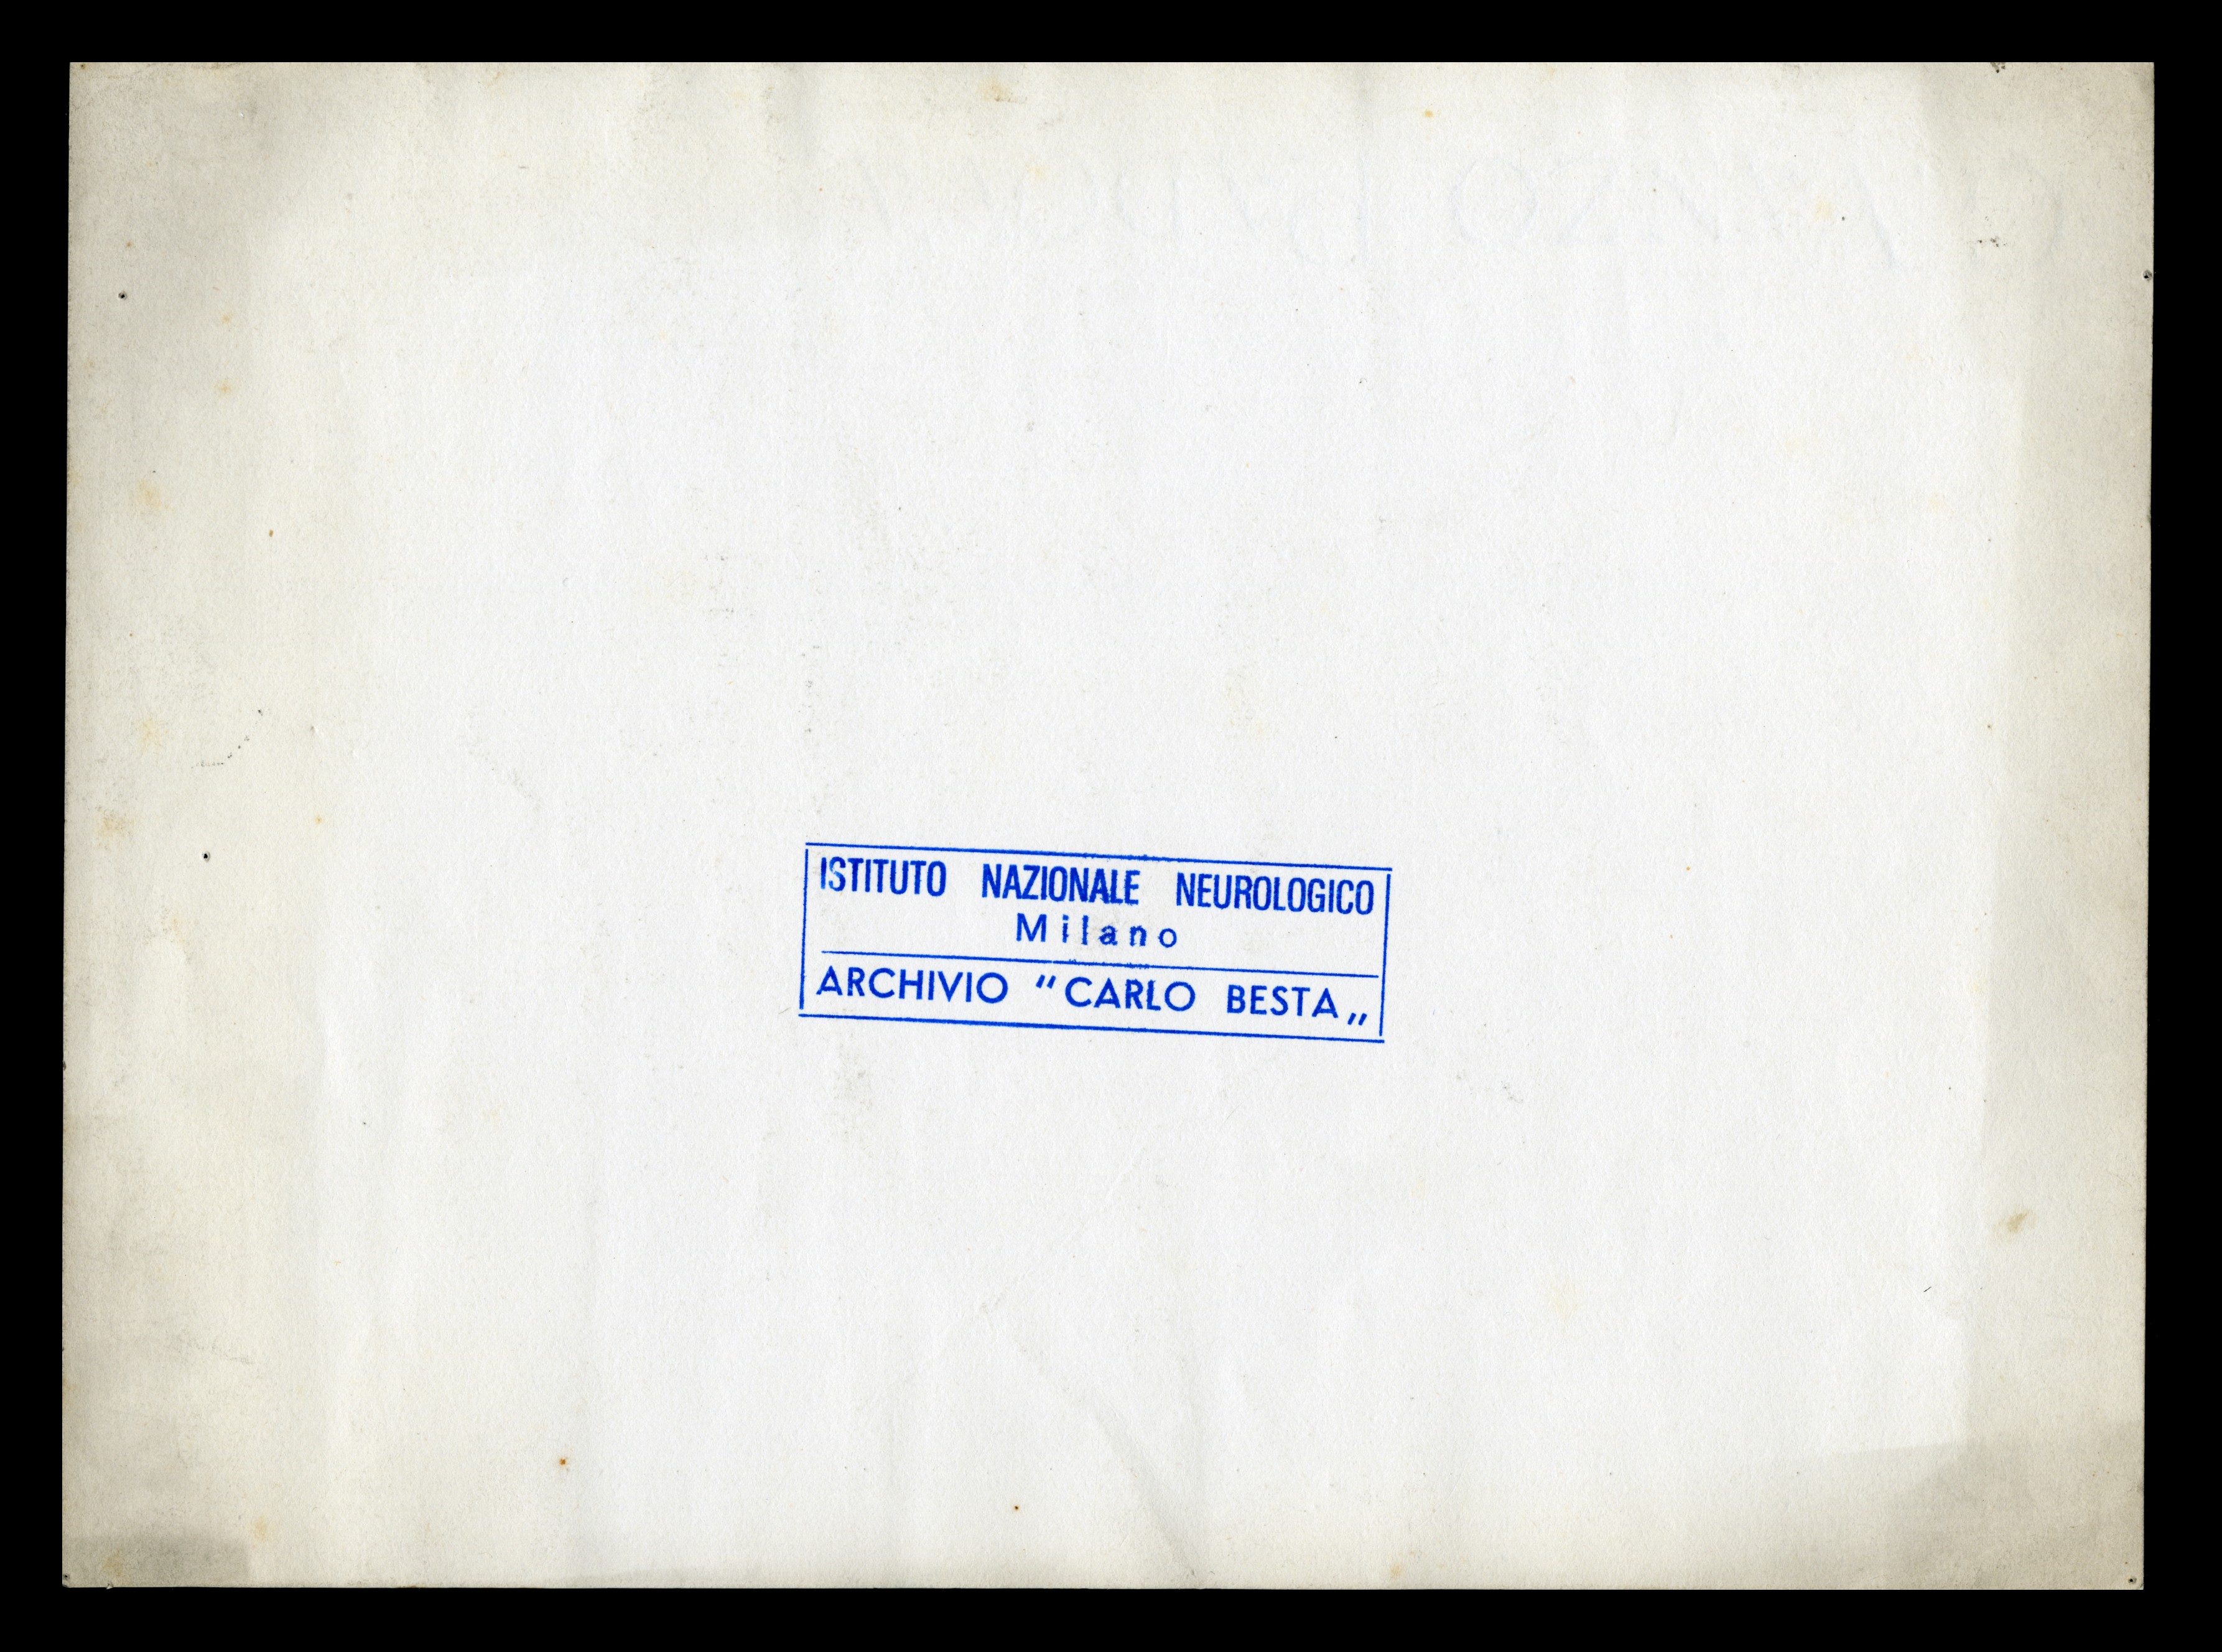 ISTITUTO NAZIONALE NEUROLOGICO
Milano
ARCHIVIO "CARLO BESTA„